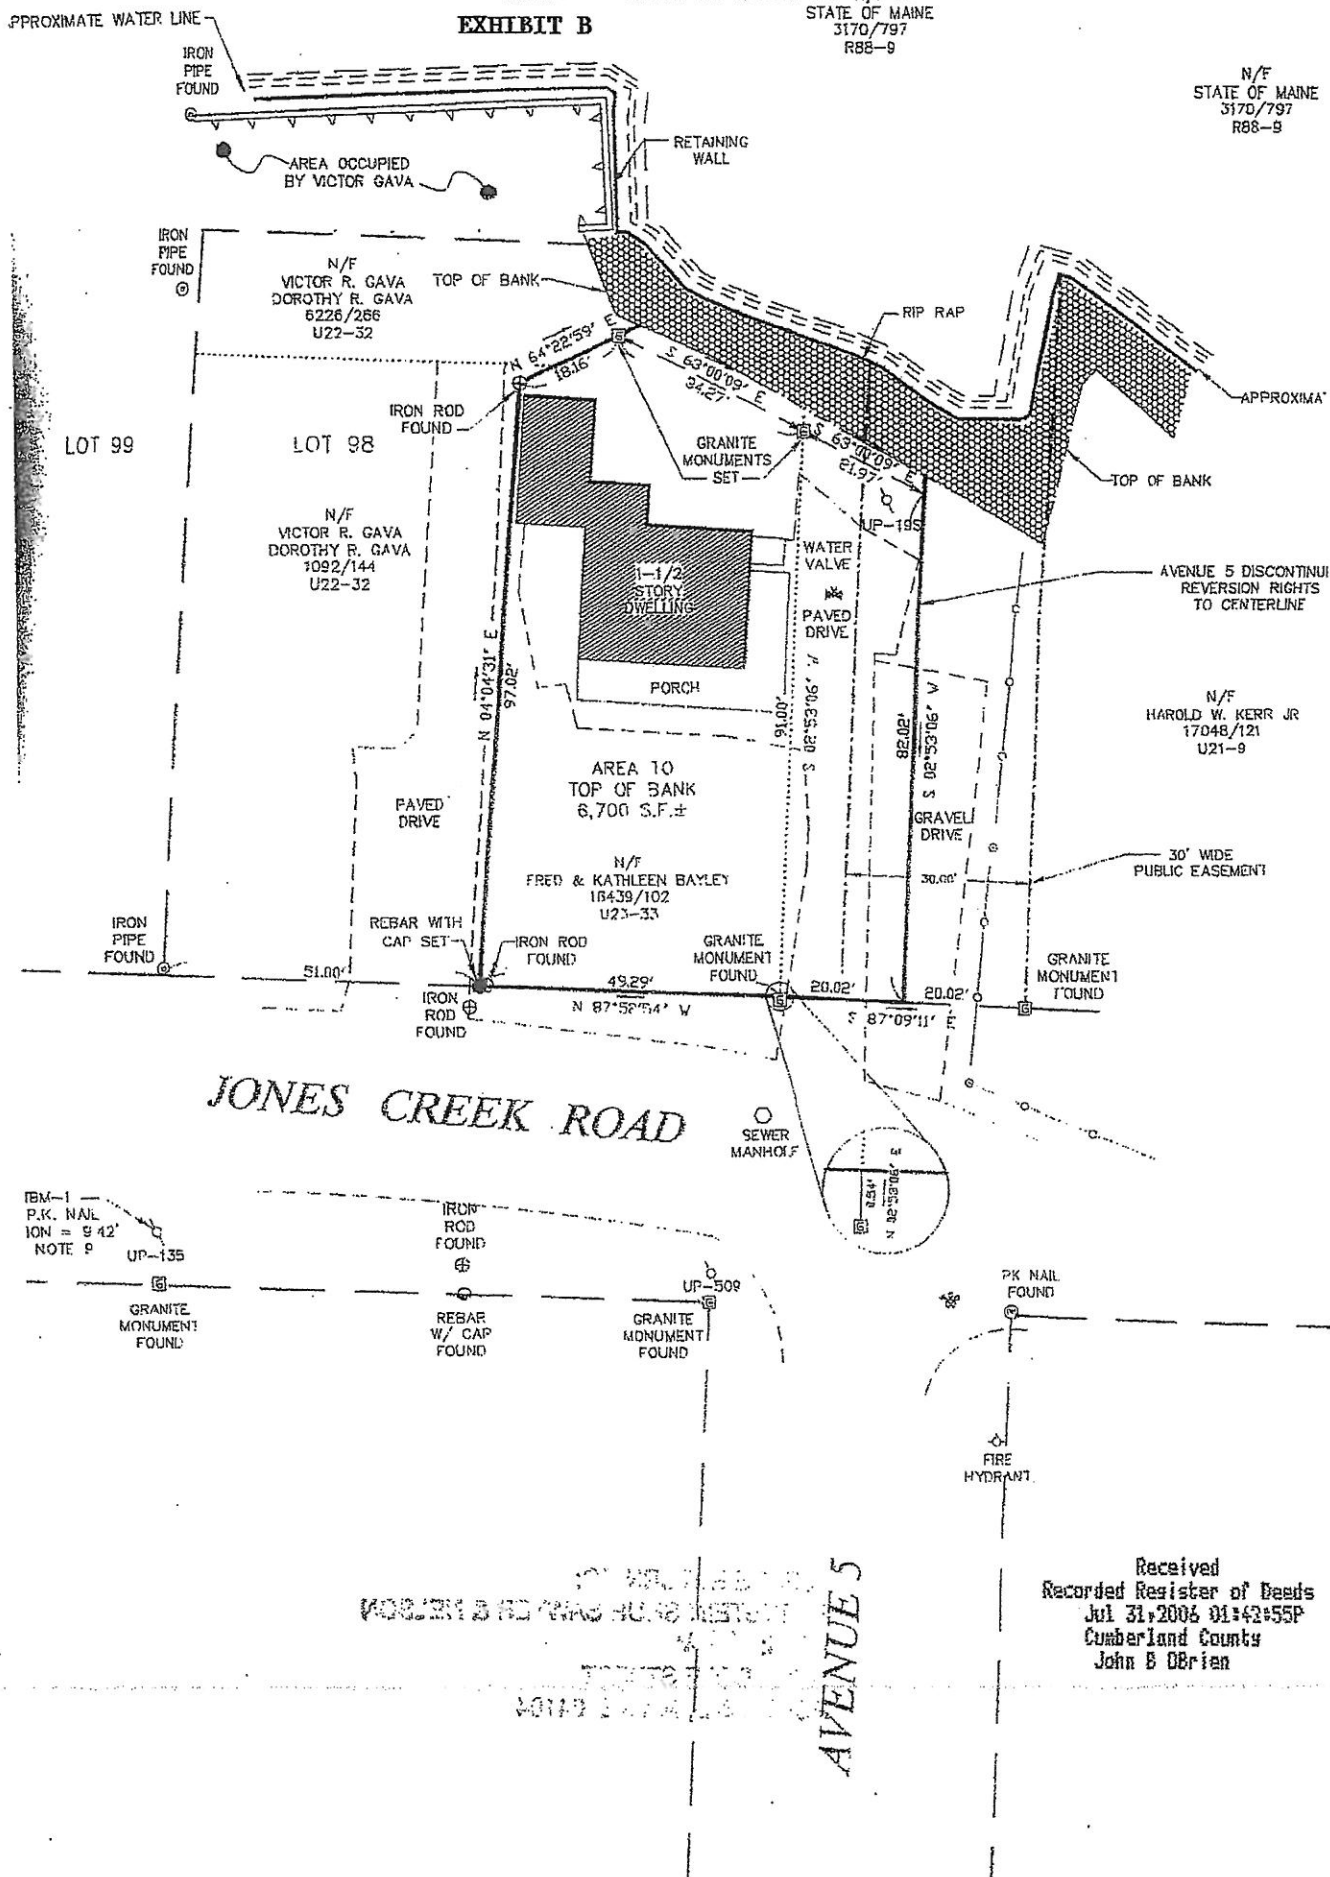 APPROXIMATE WATER LINE
EXHIBIT B
STATE OF MAINE
3170/797
R88-9
N/F
STATE OF MAINE
3170/797
R88-9
IRON
PIPE
FOUND
RETAINING
WALL
AREA OCCUPIED
BY VICTOR GAVA
IRON
PIPE
FOUND
N/F
VICTOR R. GAVA
DOROTHY R. GAVA
6226/266
U22-32
TOP OF BANK
RIP RAP
N 64°22'59" E
18.16'
S 63°00'09" E
34.27'
S 63°00'09" E
21.97'
APPROXIMA
IRON ROD
FOUND
GRANITE
MONUMENTS
SET
LOT 99
LOT 98
TOP OF BANK
UP-19S
N/F
VICTOR R. GAVA
DOROTHY R. GAVA
1092/144
U22-32
WATER
VALVE
1-1/2
STORY
DWELLING
AVENUE 5 DISCONTINU
REVERSION RIGHTS
TO CENTERLINE
PAVED
DRIVE
N 04°04'31" E
97.02'
PORCH
91.00'
S 02°53'06"
82.02'
S 02°53'06" W
N/F
HAROLD W. KERR JR
17048/121
U21-9
AREA TO
TOP OF BANK
6,700 S.F.±
PAVED
DRIVE
GRAVEL
DRIVE
30' WIDE
PUBLIC EASEMENT
30.00'
N/F
FRED & KATHLEEN BAYLEY
18439/102
U23-33
IRON
PIPE
FOUND
REBAR WITH
CAP SET
IRON ROD
FOUND
GRANITE
MONUMENT
FOUND
GRANITE
MONUMENT
FOUND
51.00'
49.29'
20.02'
20.02'
N 87°58'54" W
S 87°09'11" E
IRON
ROD
FOUND
JONES CREEK ROAD
SEWER
MANHOLE
N 02°53'06" E
TBM-1
P.K. NAIL
ION = 9.42'
NOTE 9
UP-135
IRON
ROD
FOUND
UP-509
PK NAIL
FOUND
GRANITE
MONUMENT
FOUND
REBAR
W/ CAP
FOUND
GRANITE
MONUMENT
FOUND
FIRE
HYDRANT
AVENUE 5
Received
Recorded Register of Deeds
Jul 31,2006 01:42:55P
Cumberland County
John B OBrien